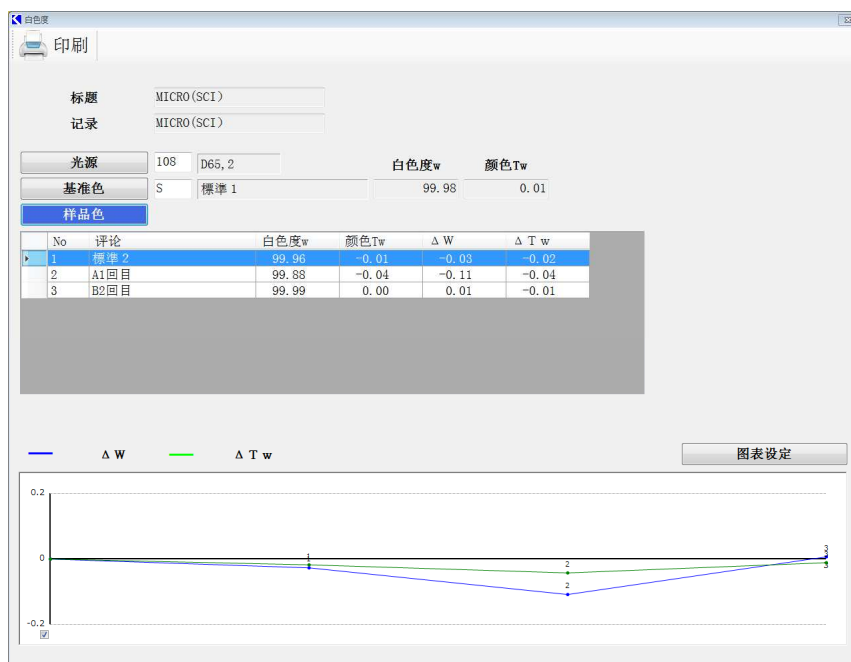 白色度
印刷
标题 MICRO(SCI)
记录 MICRO(SCI)
光源 108 D65,2 白色度w 颜色Tw
基准色 S 標準 1 99.98 0.01
样品色
No 评论 白色度w 颜色Tw Δ W Δ T w
1 標準 2 99.96 -0.01 -0.03 -0.02
2 A1回目 99.88 -0.04 -0.11 -0.04
3 B2回目 99.99 0.00 0.01 -0.01
Δ W Δ T w 图表设定
0.2
3
0 1
2 3
2
-0.2